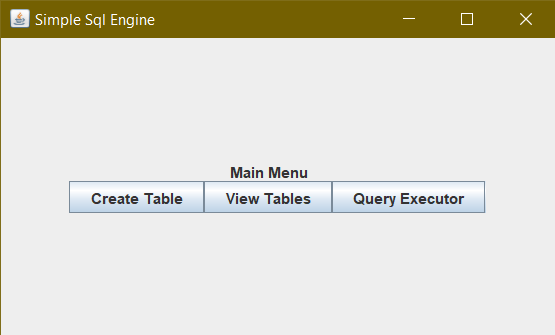 Simple Sql Engine
Main Menu
Create Table View Tables Query Executor